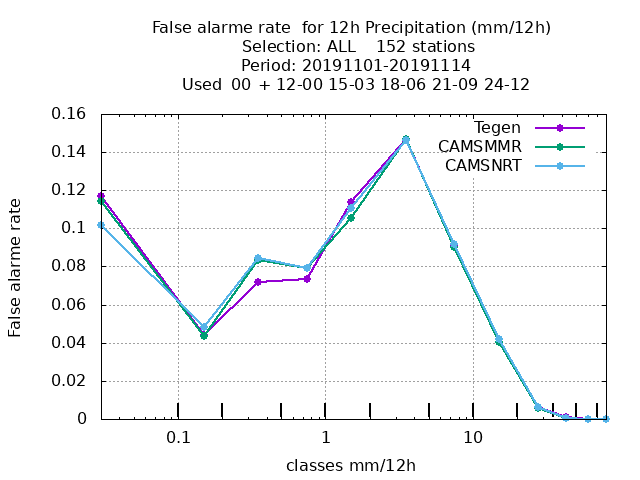 False alarme rate  for 12h Precipitation (mm/12h)
Selection: ALL    152 stations
Period: 20191101-20191114
Used  00 + 12-00 15-03 18-06 21-09 24-12
0.16
0.14
0.12
0.1
0.08
0.06
0.04
0.02
0
False alarme rate
Tegen
CAMSMMR
CAMSNRT
0.1
1
10
classes mm/12h